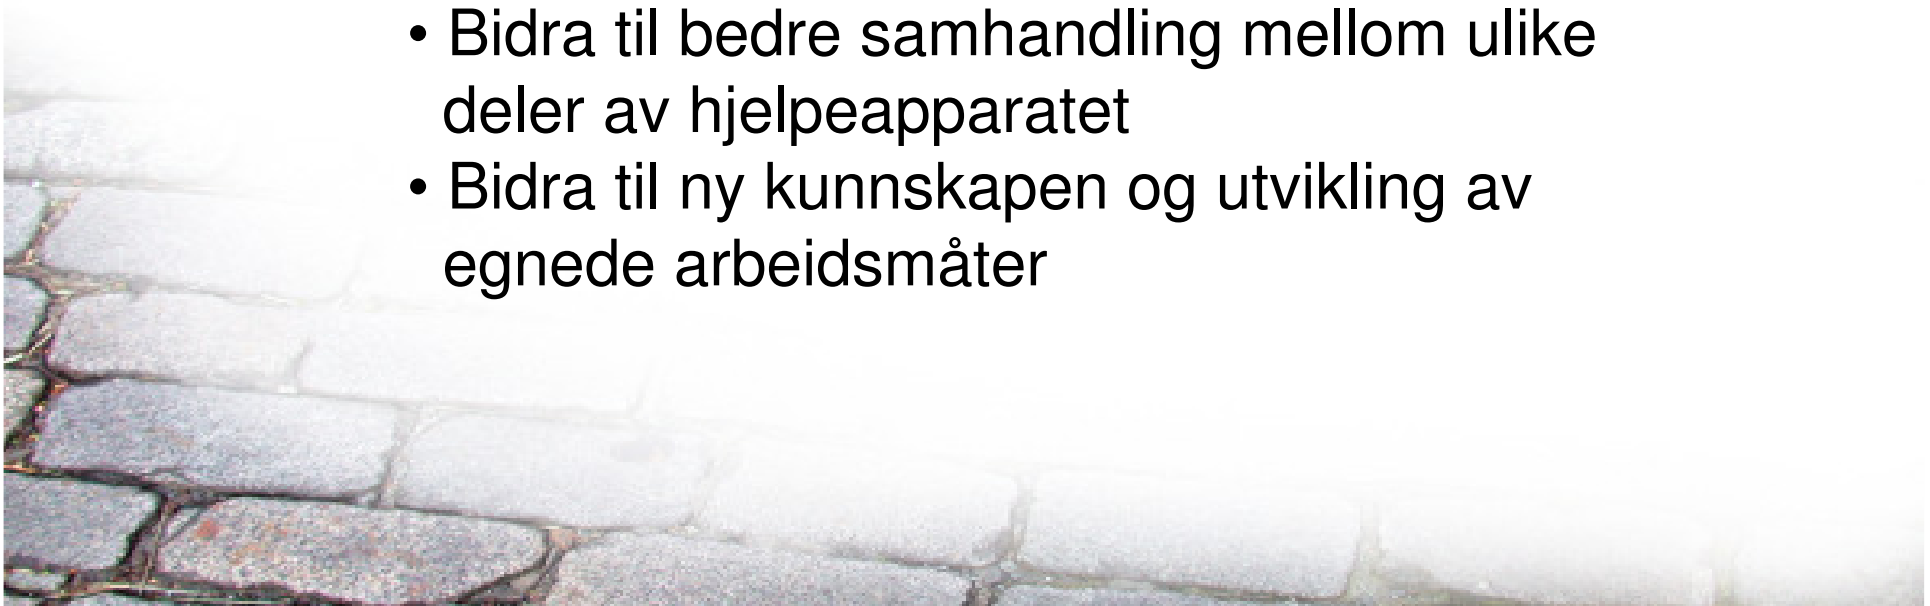 • Bidra til bedre samhandling mellom ulike
deler av hjelpeapparatet
• Bidra til ny kunnskapen og utvikling av
egnede arbeidsmåter